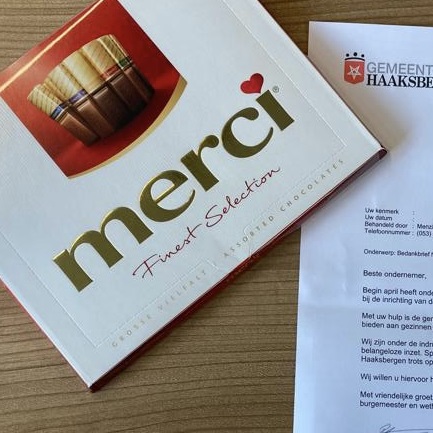 merci
Finest Selection
GROSSE VIELFALT · ASSORTED CHOCOLATES
GEMEENT
HAAKSBE
Uw kenmerk :
Uw datum :
Behandeld door : Menzi
Telefoonnummer : (053)
Onderwerp: Bedankbrief
Beste ondernemer,
Begin april heeft onde
bij de inrichting van d
Met uw hulp is de ge
bieden aan gezinnen
Wij zijn onder de indr
belangeloze inzet. Sp
Haaksbergen trots op
Wij willen u hiervoor h
Met vriendelijke groet
burgemeester en weth